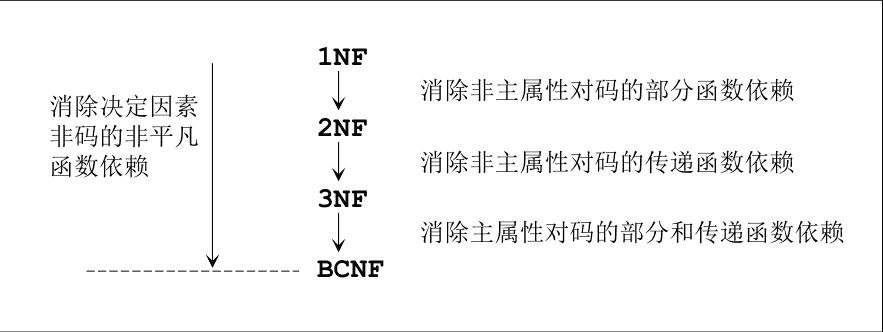 1NF
消除非主属性对码的部分函数依赖
2NF
消除非主属性对码的传递函数依赖
3NF
消除主属性对码的部分和传递函数依赖
BCNF
消除决定因素
非码的非平凡
函数依赖